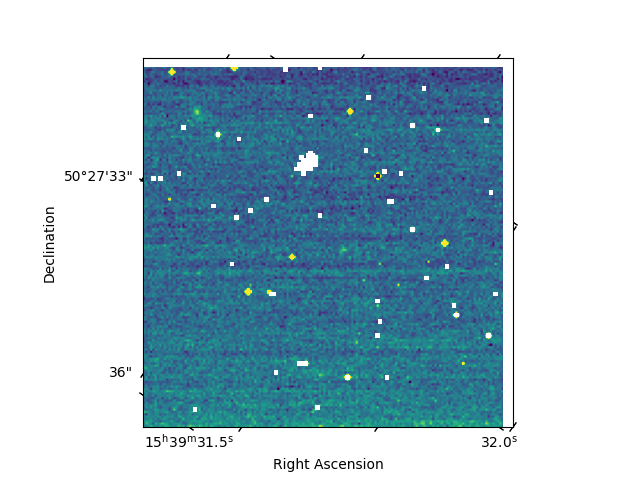 50°27'33"
36"
15ʰ39ᵐ31.5ˢ
32.0ˢ
Right Ascension
Declination